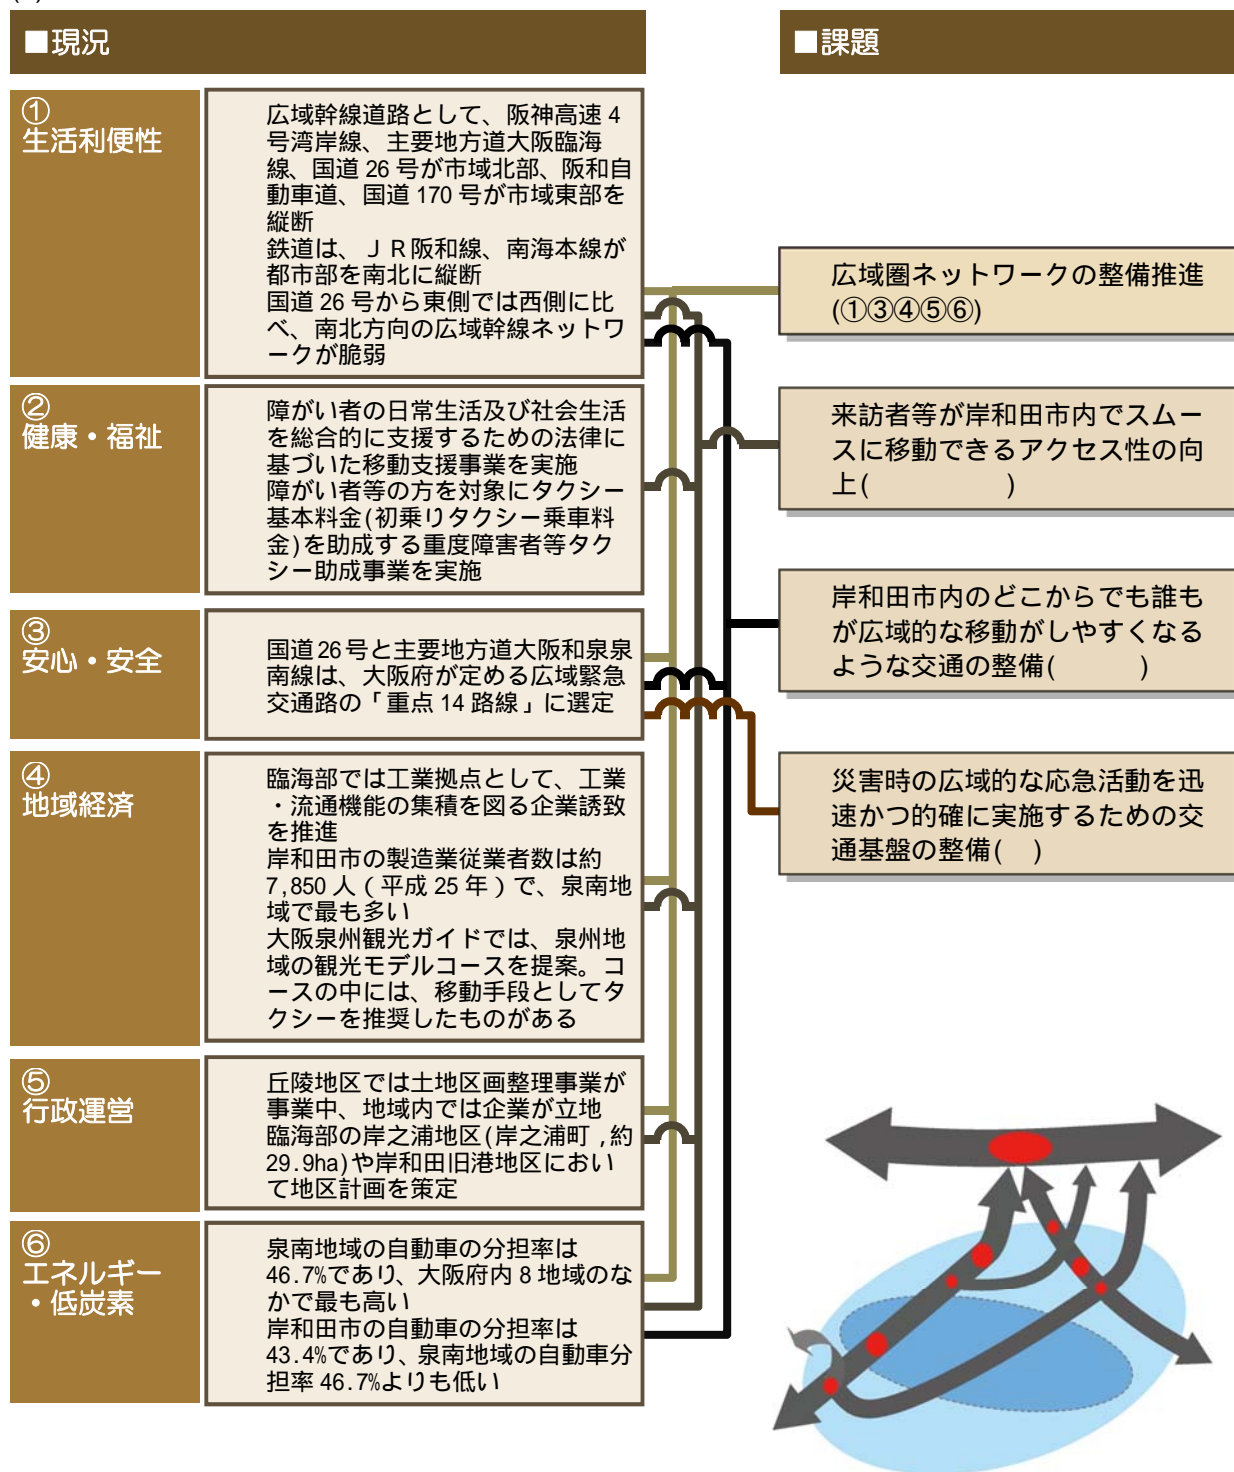 ■現況
■課題
①
生活利便性
広域幹線道路として、阪神高速4
号湾岸線、主要地方道大阪臨海
線、国道26号が市域北部、阪和自
動車道、国道170号が市域東部を
縦断
鉄道は、ＪＲ阪和線、南海本線が
都市部を南北に縦断
国道26号から東側では西側に比
べ、南北方向の広域幹線ネットワ
ークが脆弱
②
健康・福祉
障がい者の日常生活及び社会生活
を総合的に支援するための法律に
基づいた移動支援事業を実施
障がい者等の方を対象にタクシー
基本料金(初乗りタクシー乗車料
金)を助成する重度障害者等タク
シー助成事業を実施
③
安心・安全
国道26号と主要地方道大阪和泉泉
南線は、大阪府が定める広域緊急
交通路の「重点14路線」に選定
④
地域経済
臨海部では工業拠点として、工業
・流通機能の集積を図る企業誘致
を推進
岸和田市の製造業従業者数は約
7,850人（平成25年）で、泉南地
域で最も多い
大阪泉州観光ガイドでは、泉州地
域の観光モデルコースを提案。コ
ースの中には、移動手段としてタ
クシーを推奨したものがある
⑤
行政運営
丘陵地区では土地区画整理事業が
事業中、地域内では企業が立地
臨海部の岸之浦地区(岸之浦町,約
29.9ha)や岸和田旧港地区におい
て地区計画を策定
⑥
エネルギー
・低炭素
泉南地域の自動車の分担率は
46.7%であり、大阪府内8地域のな
かで最も高い
岸和田市の自動車の分担率は
43.4%であり、泉南地域の自動車分
担率46.7%よりも低い
広域圏ネットワークの整備推進
(①③④⑤⑥)
来訪者等が岸和田市内でスムー
スに移動できるアクセス性の向
上(　　　　　)
岸和田市内のどこからでも誰も
が広域的な移動がしやすくなる
ような交通の整備(　　　)
災害時の広域的な応急活動を迅
速かつ的確に実施するための交
通基盤の整備(　)